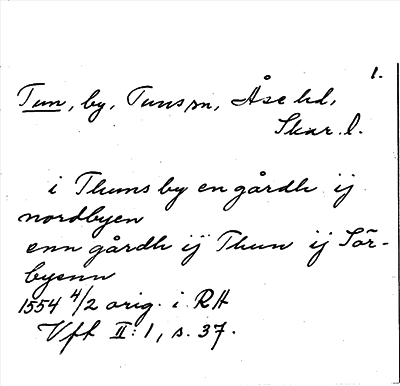 1.
Tun, by, Tuns sn, Åse hd,
Skar. l.
i Thuns by en gårdh ij
nordbyen
enn gårdh ij Thun ij Sör-
byenn
1554 4/2 orig. i RA
Vft II: 1, s. 37.